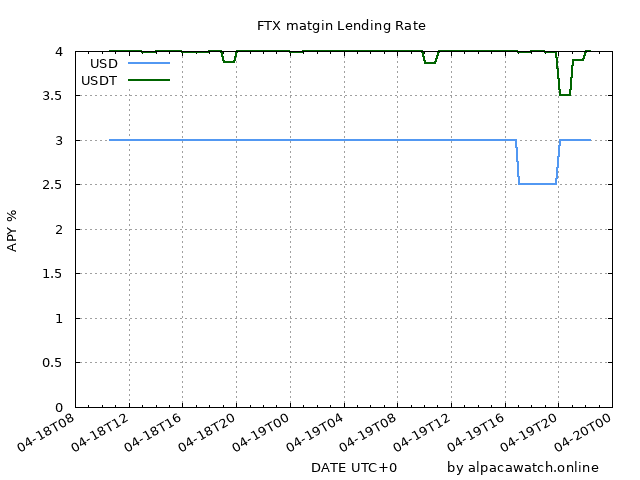 FTX matgin Lending Rate
USD
USDT
APY %
4
3.5
3
2.5
2
1.5
1
0.5
0
04-18T08
04-18T12
04-18T16
04-18T20
04-19T00
04-19T04
04-19T08
04-19T12
04-19T16
04-19T20
04-20T00
DATE UTC+0
by alpacawatch.online